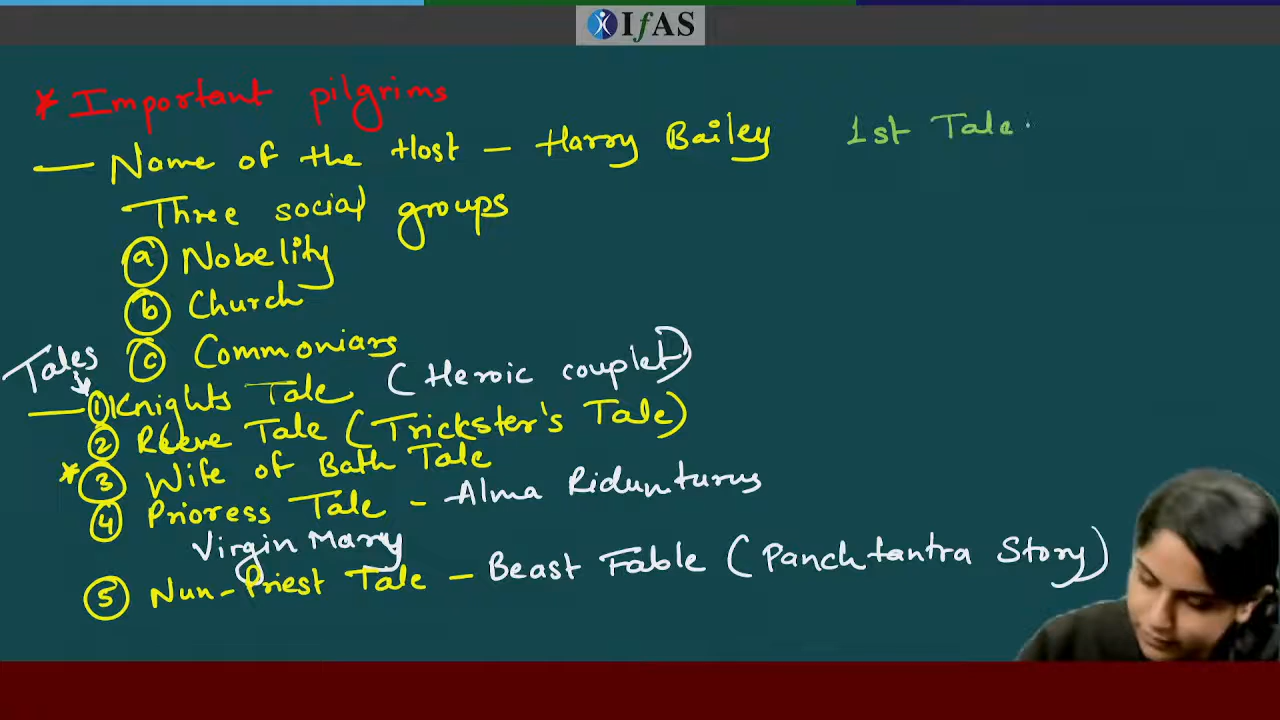 IfAS
* Important pilgrims
— Name of the Host - Harry Bailey
1st Tale
Three social groups
a Nobelity
b Church
c Commonians
Tales
— 1 Knights Tale (Heroic couplet)
2 Reeve Tale (Trickster's Tale)
* 3 Wife of Bath Tale
4 Prioress Tale - Alma Ridumturus
Virgin Mary
5 Nun-Priest Tale - Beast Fable (Panchtantra Story)